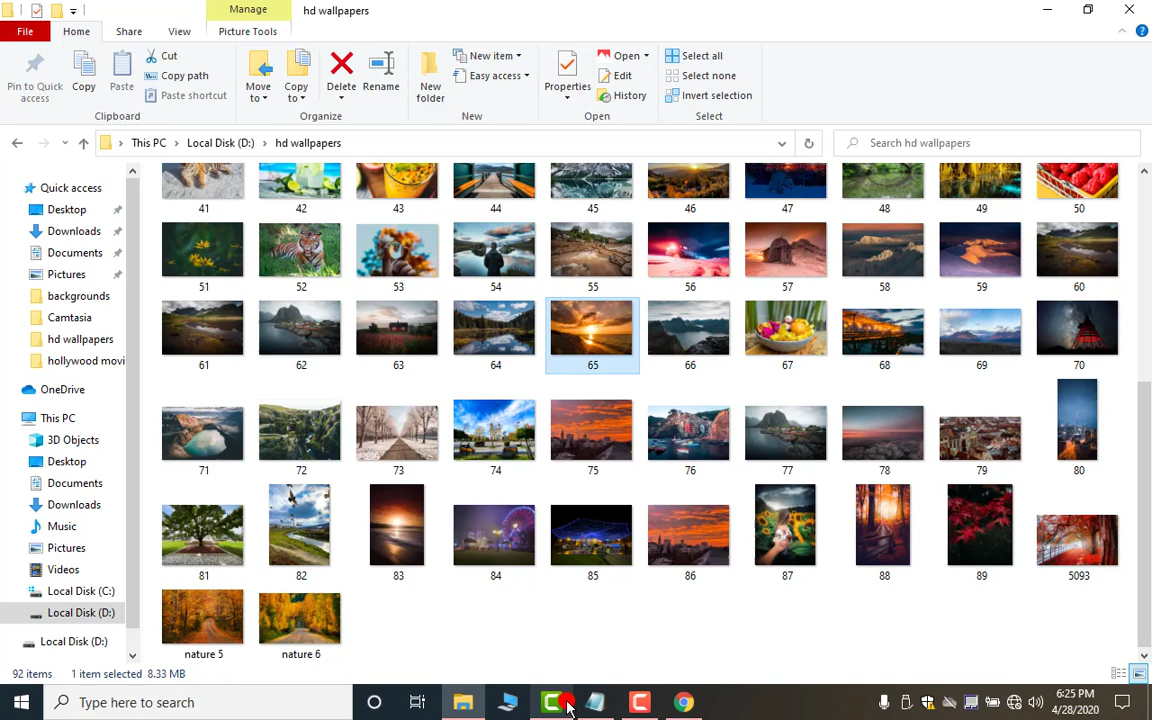 Manage
hd wallpapers
File
Home
Share
View
Picture Tools
Pin to Quick access
Copy
Paste
Cut
Copy path
Paste shortcut
Clipboard
Move to
Copy to
Delete
Rename
Organize
New folder
New item
Easy access
New
Properties
Open
Edit
History
Open
Select all
Select none
Invert selection
Select
This PC > Local Disk (D:) > hd wallpapers
Search hd wallpapers
Quick access
Desktop
Downloads
Documents
Pictures
backgrounds
Camtasia
hd wallpapers
hollywood movi
OneDrive
This PC
3D Objects
Desktop
Documents
Downloads
Music
Pictures
Videos
Local Disk (C:)
Local Disk (D:)
Local Disk (D:)
41 42 43 44 45 46 47 48 49 50
51 52 53 54 55 56 57 58 59 60
61 62 63 64 65 66 67 68 69 70
71 72 73 74 75 76 77 78 79 80
81 82 83 84 85 86 87 88 89 5093
nature 5 nature 6
92 items 1 item selected 8.33 MB
Type here to search
6:25 PM
4/28/2020